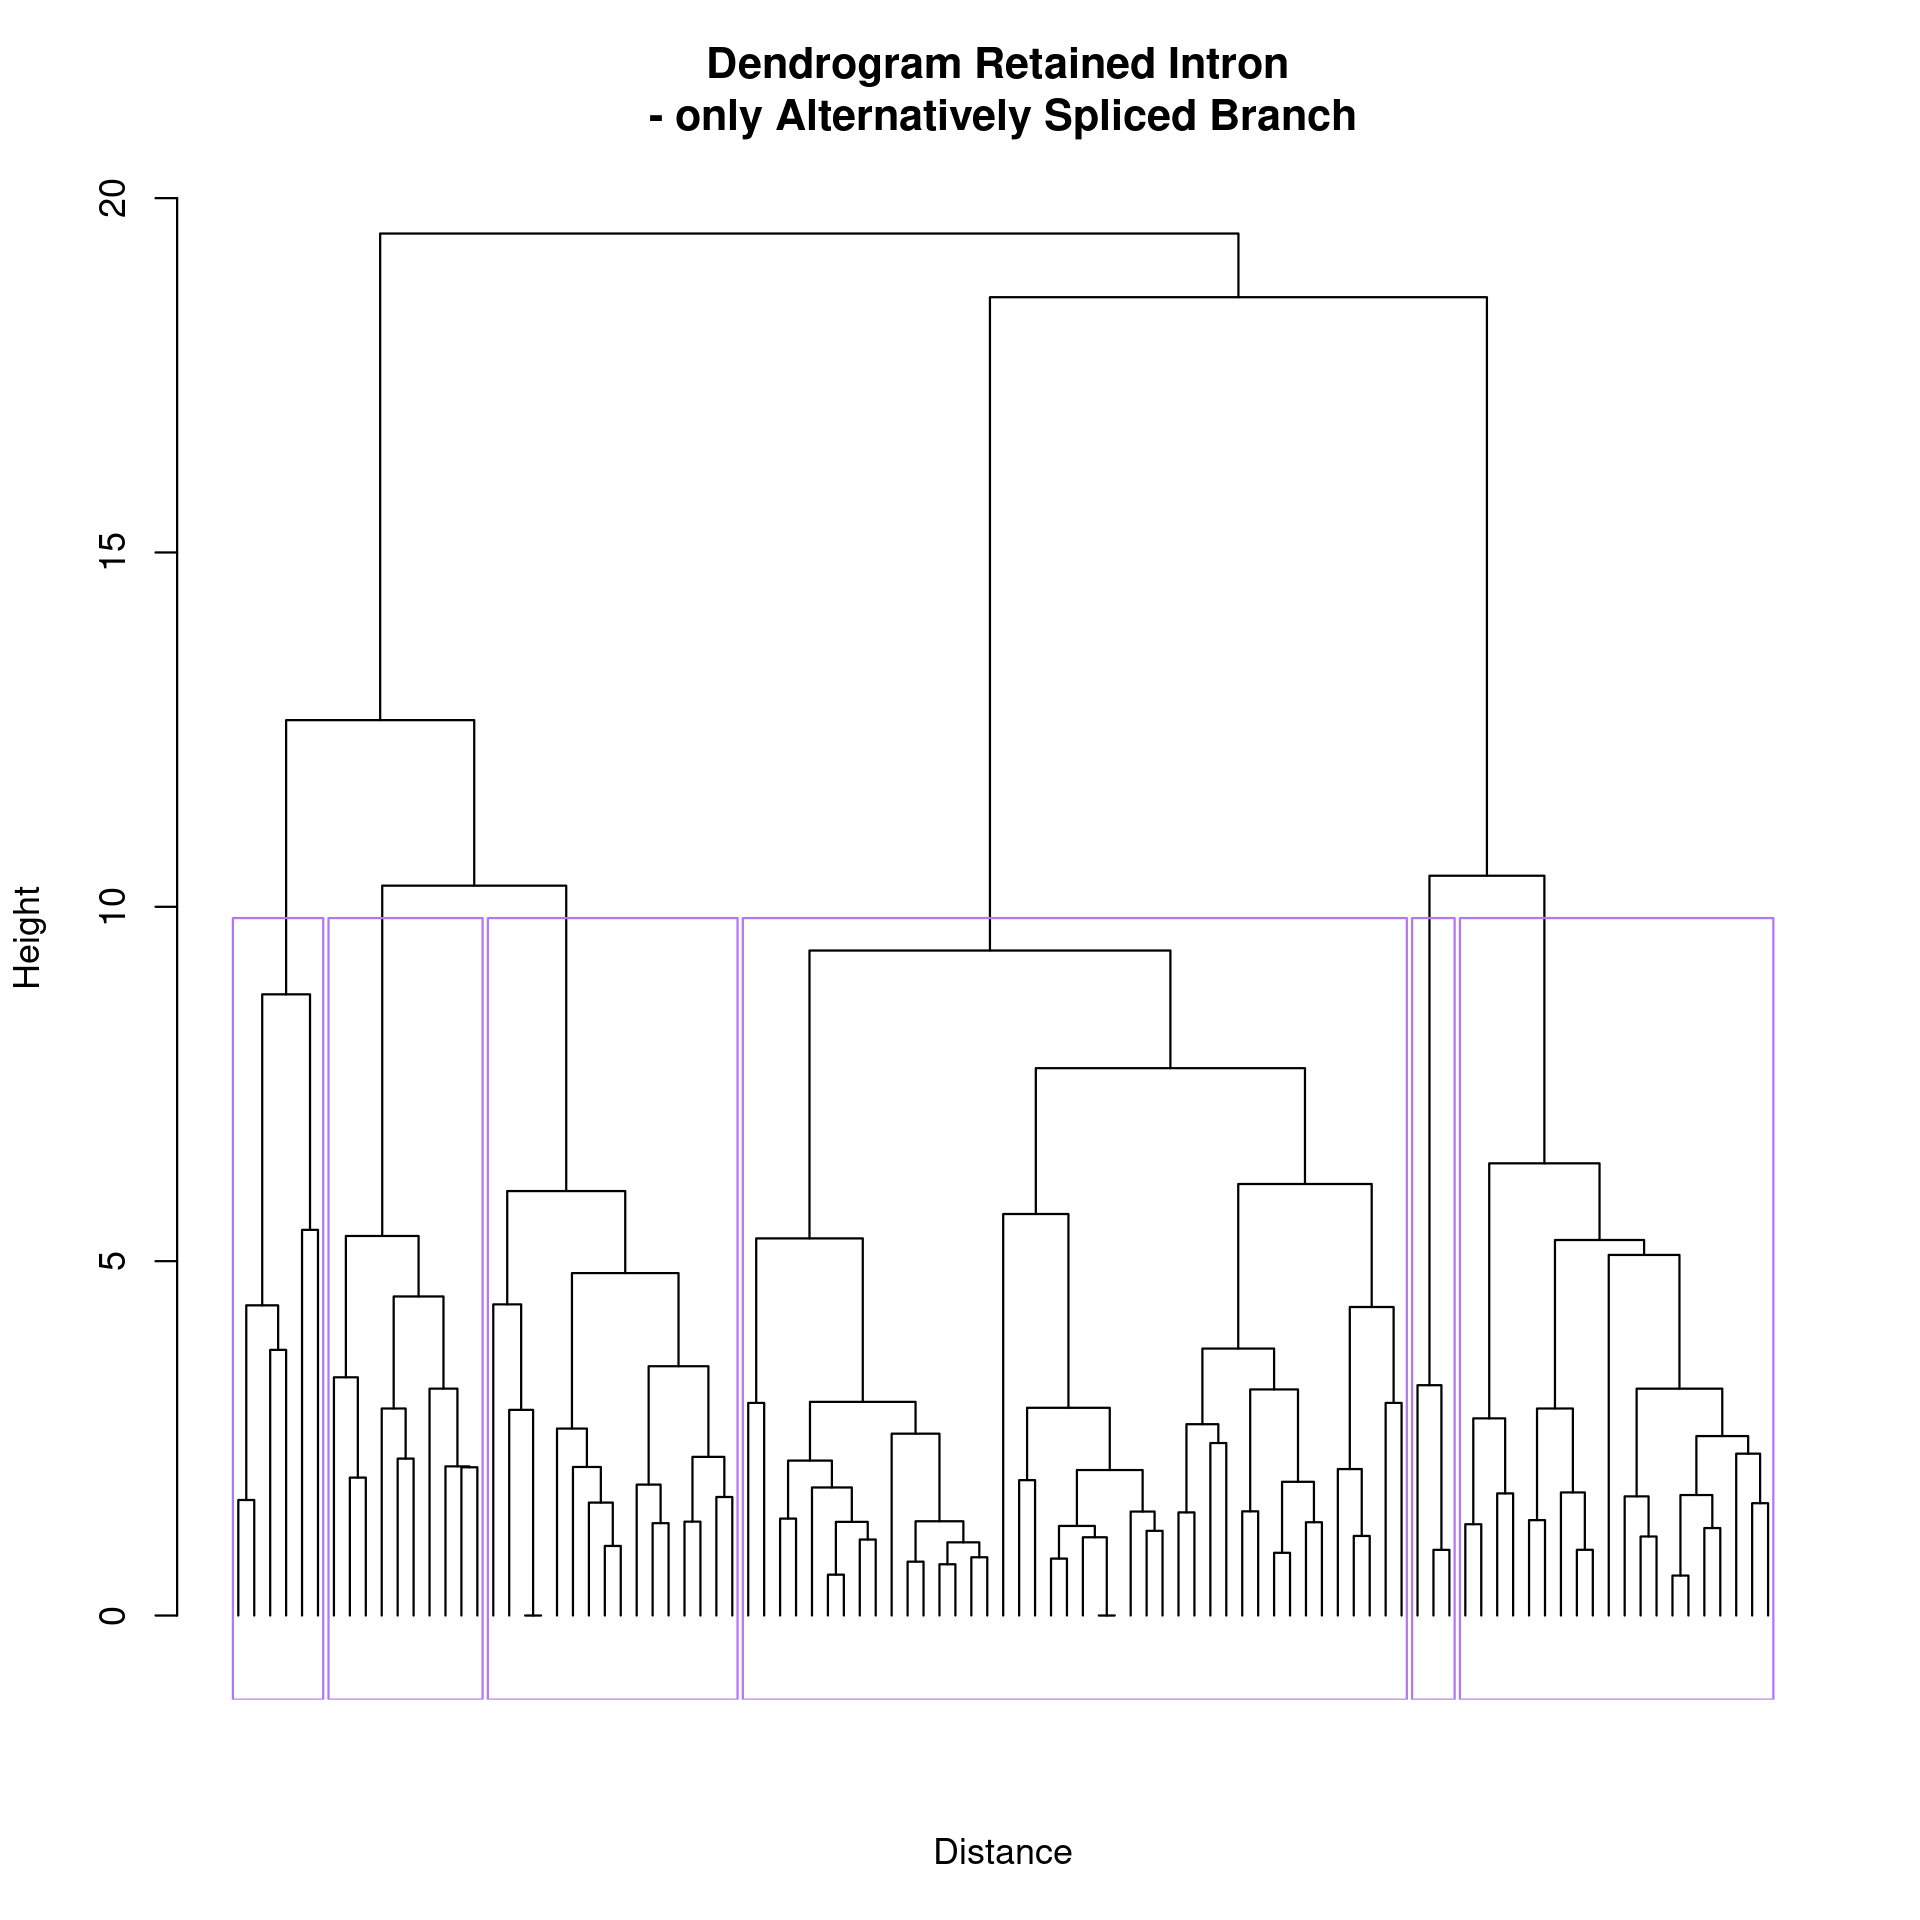 Dendrogram Retained Intron
- only Alternatively Spliced Branch
20
15
10
5
0
Height
Distance